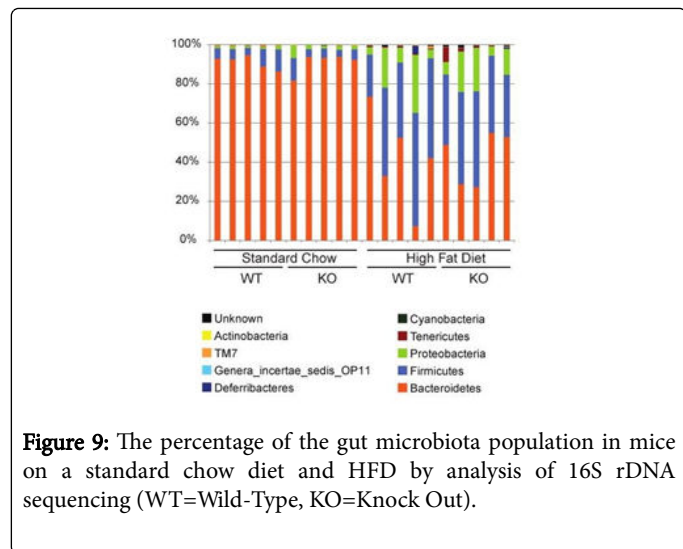 100%
80%
60%
40%
20%
0%
Standard Chow
High Fat Diet
WT
KO
WT
KO
Unknown
Actinobacteria
TM7
Genera_incertae_sedis_OP11
Deferribacteres
Cyanobacteria
Tenericutes
Proteobacteria
Firmicutes
Bacteroidetes
Figure 9: The percentage of the gut microbiota population in mice
on a standard chow diet and HFD by analysis of 16S rDNA
sequencing (WT=Wild-Type, KO=Knock Out).